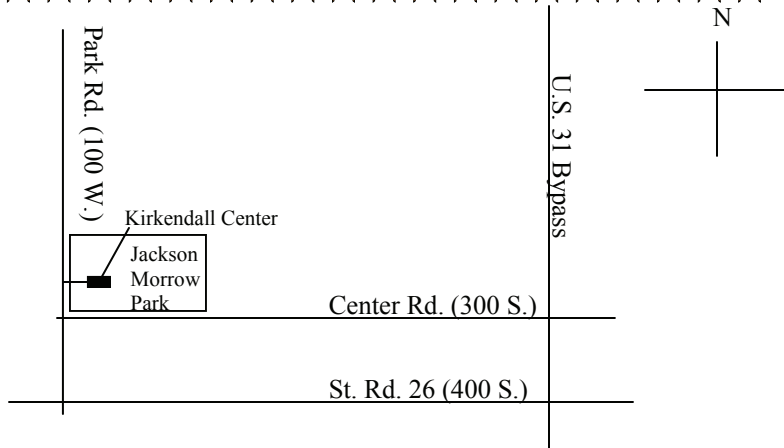 N
Park Rd. (100 W.)
U.S. 31 Bypass
Kirkendall Center
Jackson
Morrow
Park
Center Rd. (300 S.)
St. Rd. 26 (400 S.)